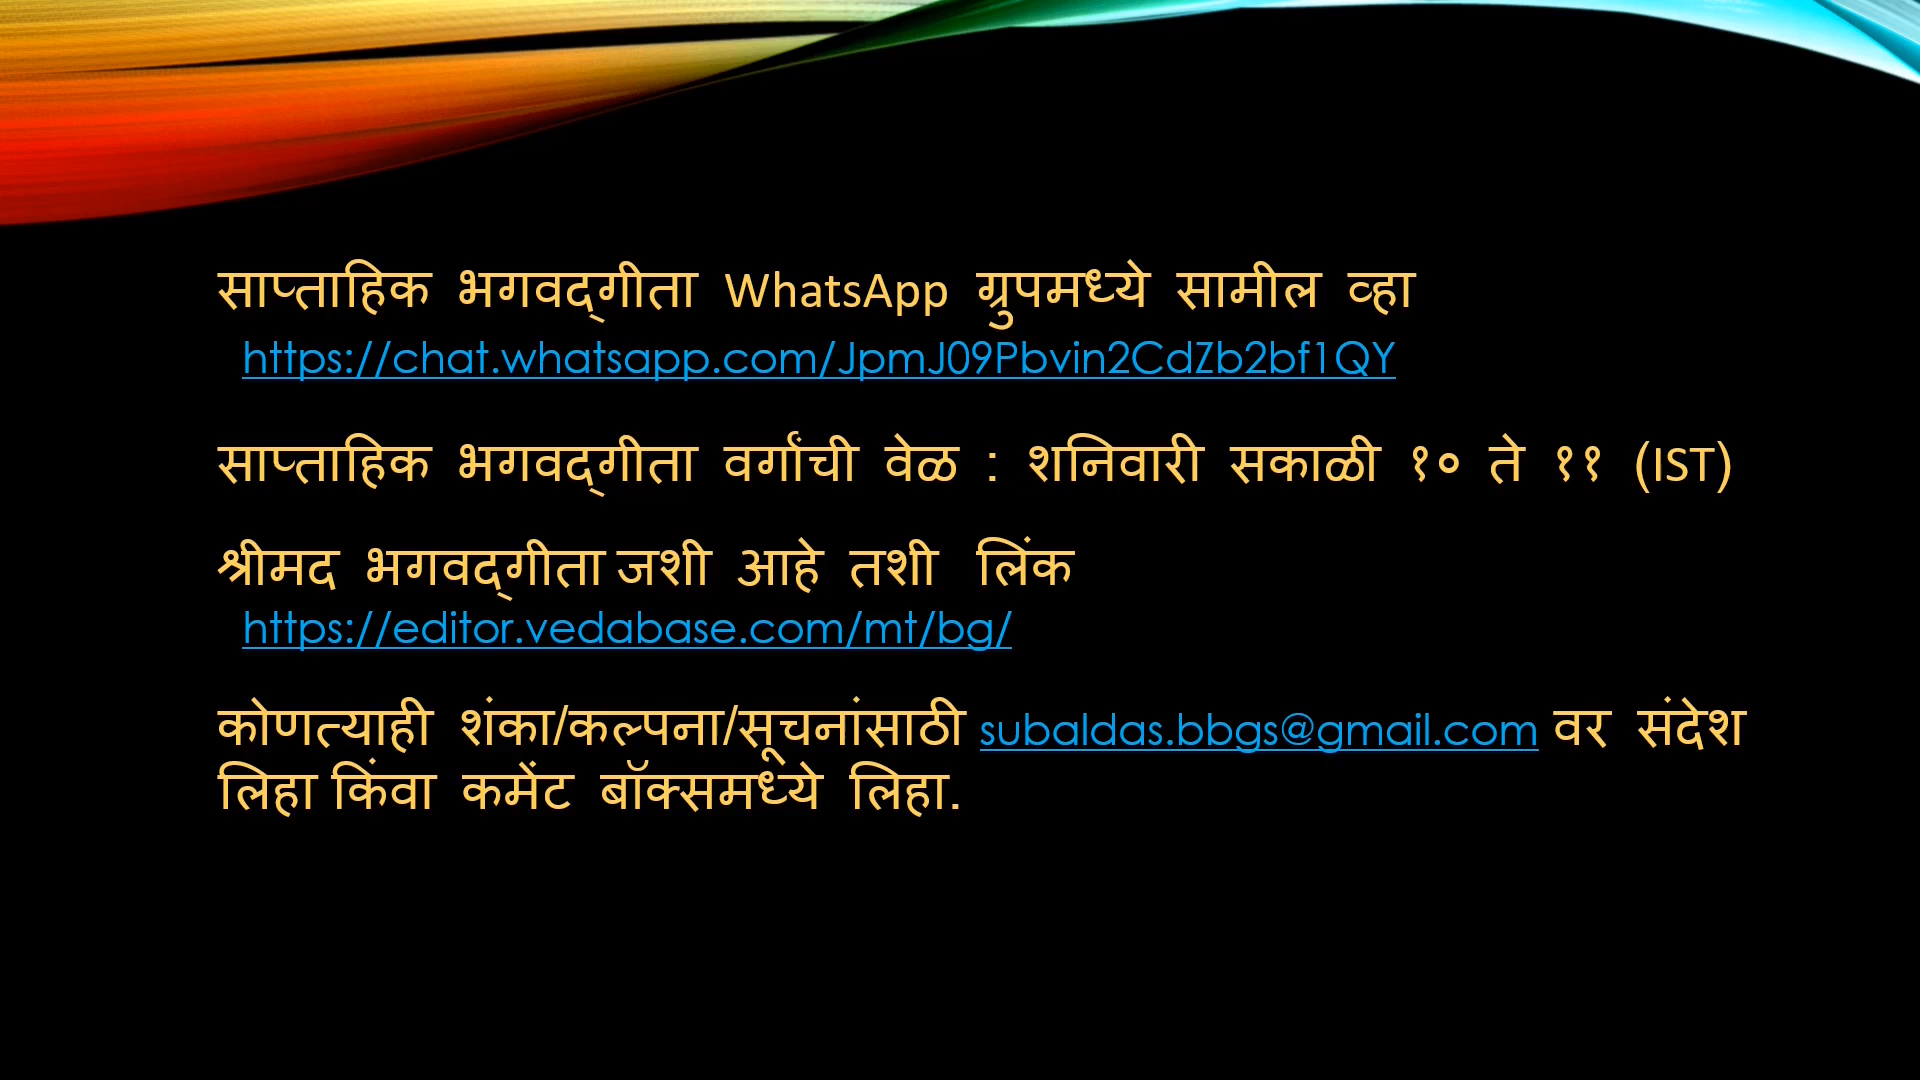 साप्ताहिक भगवद्‌गीता WhatsApp ग्रुपमध्ये सामील व्हा
https://chat.whatsapp.com/JpmJ09Pbvin2CdZb2bf1QY
साप्ताहिक भगवद्‌गीता वर्गांची वेळ : शनिवारी सकाळी १० ते ११ (IST)
श्रीमद भगवद्‌गीता जशी आहे तशी लिंक
https://editor.vedabase.com/mt/bg/
कोणत्याही शंका/कल्पना/सूचनांसाठी subaldas.bbgs@gmail.com वर संदेश
लिहा किंवा कमेंट बॉक्समध्ये लिहा.